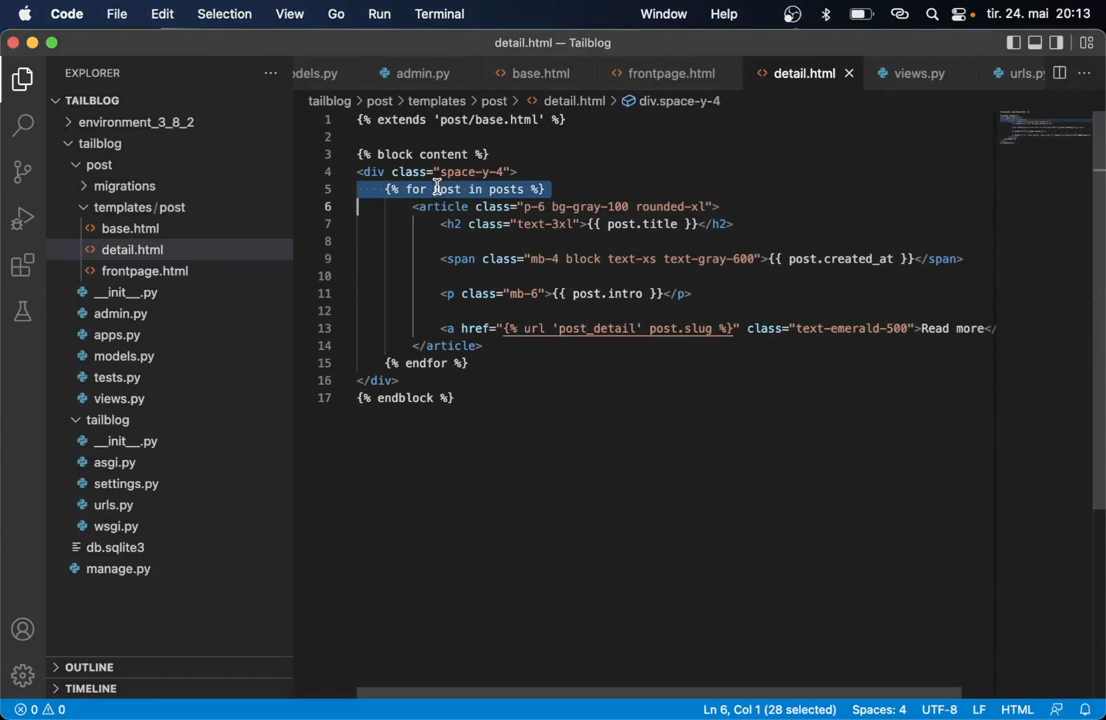 Code File Edit Selection View Go Run Terminal Window Help tir. 24. mai 20:13
detail.html — Tailblog
EXPLORER
odels.py admin.py base.html frontpage.html detail.html views.py urls.py
TAILBLOG
tailblog > post > templates > post > detail.html > div.space-y-4
environment_3_8_2
tailblog
post
migrations
templates / post
base.html
detail.html
frontpage.html
__init__.py
admin.py
apps.py
models.py
tests.py
views.py
tailblog
__init__.py
asgi.py
settings.py
urls.py
wsgi.py
db.sqlite3
manage.py
OUTLINE
TIMELINE
1 {% extends 'post/base.html' %}
2
3 {% block content %}
4 <div class="space-y-4">
5 {% for post in posts %}
6 <article class="p-6 bg-gray-100 rounded-xl">
7 <h2 class="text-3xl">{{ post.title }}</h2>
8
9 <span class="mb-4 block text-xs text-gray-600">{{ post.created_at }}</span>
10
11 <p class="mb-6">{{ post.intro }}</p>
12
13 <a href="{% url 'post_detail' post.slug %}" class="text-emerald-500">Read more</
14 </article>
15 {% endfor %}
16 </div>
17 {% endblock %}
0 0 Ln 6, Col 1 (28 selected) Spaces: 4 UTF-8 LF HTML